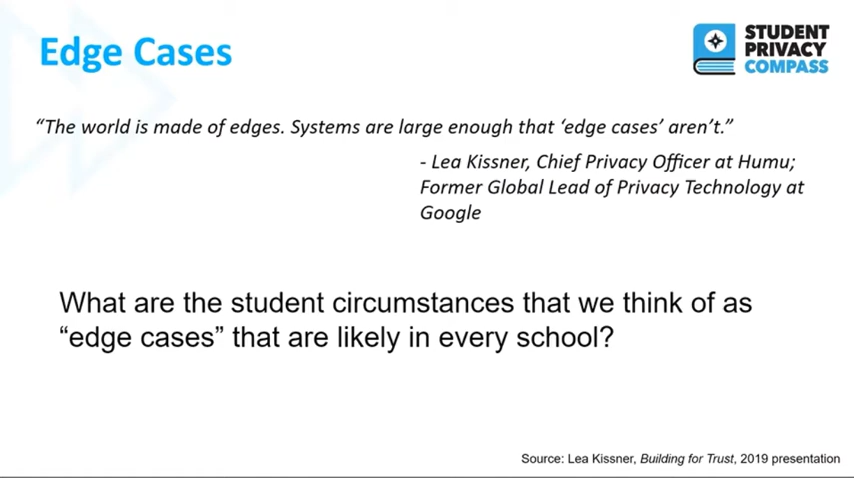 Edge Cases
STUDENT
PRIVACY
COMPASS
“The world is made of edges. Systems are large enough that ‘edge cases’ aren’t.”
- Lea Kissner, Chief Privacy Officer at Humu;
Former Global Lead of Privacy Technology at
Google
What are the student circumstances that we think of as
“edge cases” that are likely in every school?
Source: Lea Kissner, Building for Trust, 2019 presentation